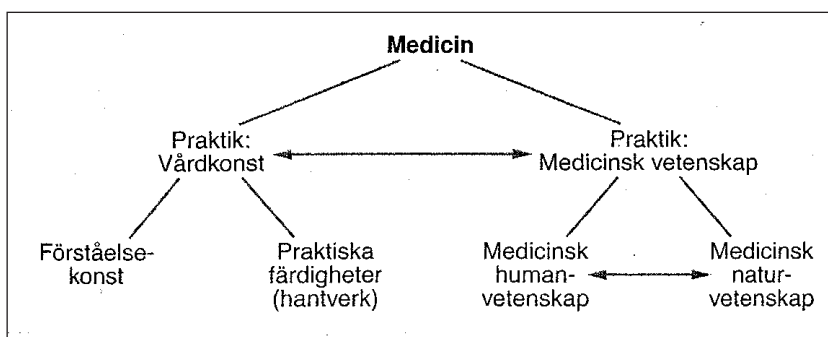 Medicin
Praktik:
Vårdkonst
Praktik:
Medicinsk vetenskap
Förståelse-
konst
Praktiska
färdigheter
(hantverk)
Medicinsk
human-
vetenskap
Medicinsk
natur-
vetenskap